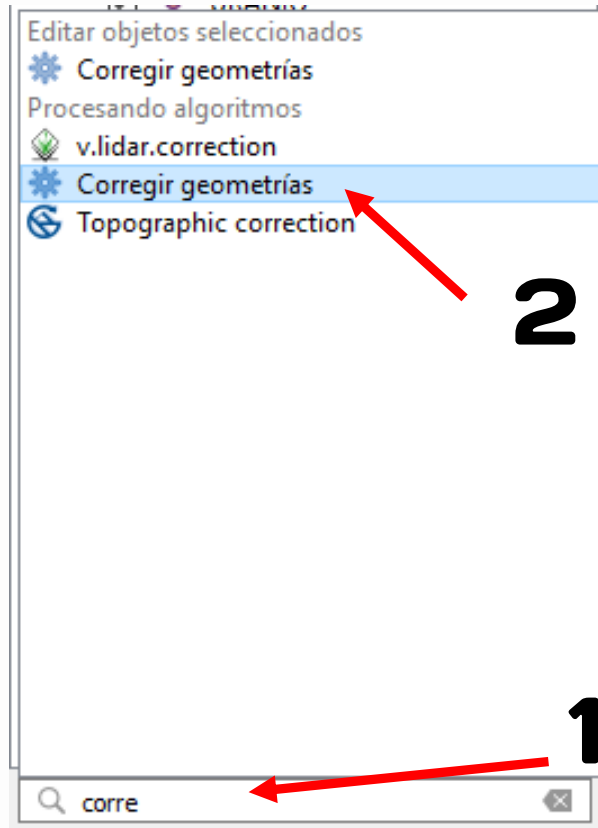 Editar objetos seleccionados
Corregir geometrías
Procesando algoritmos
v.lidar.correction
Corregir geometrías
Topographic correction
2
1
corre